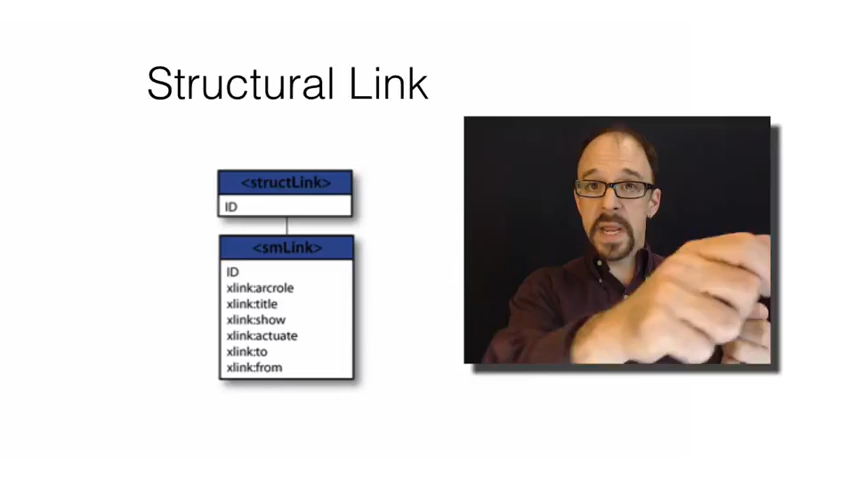 Structural Link
<structLink>
ID
<smLink>
ID
xlink:arcrole
xlink:title
xlink:show
xlink:actuate
xlink:to
xlink:from